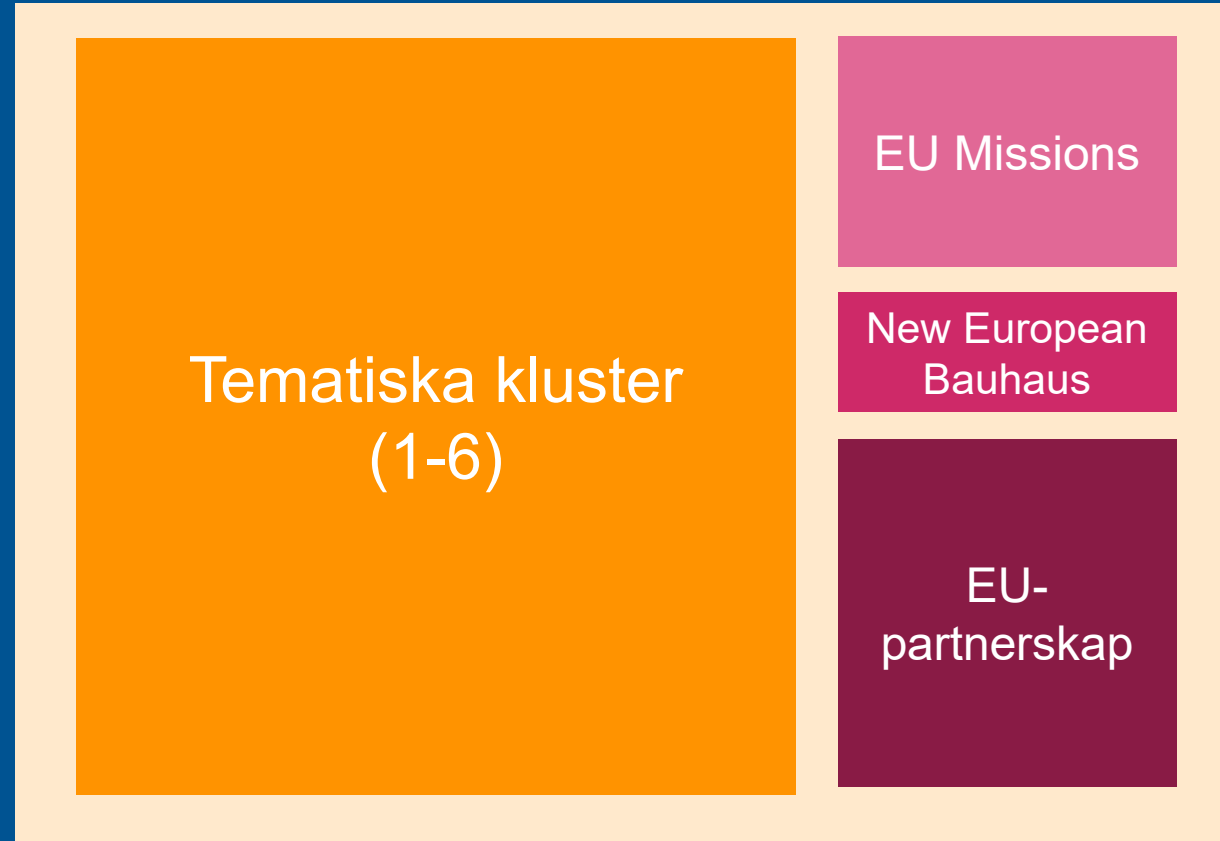 Tematiska kluster
(1-6)
EU Missions
New European
Bauhaus
EU-
partnerskap